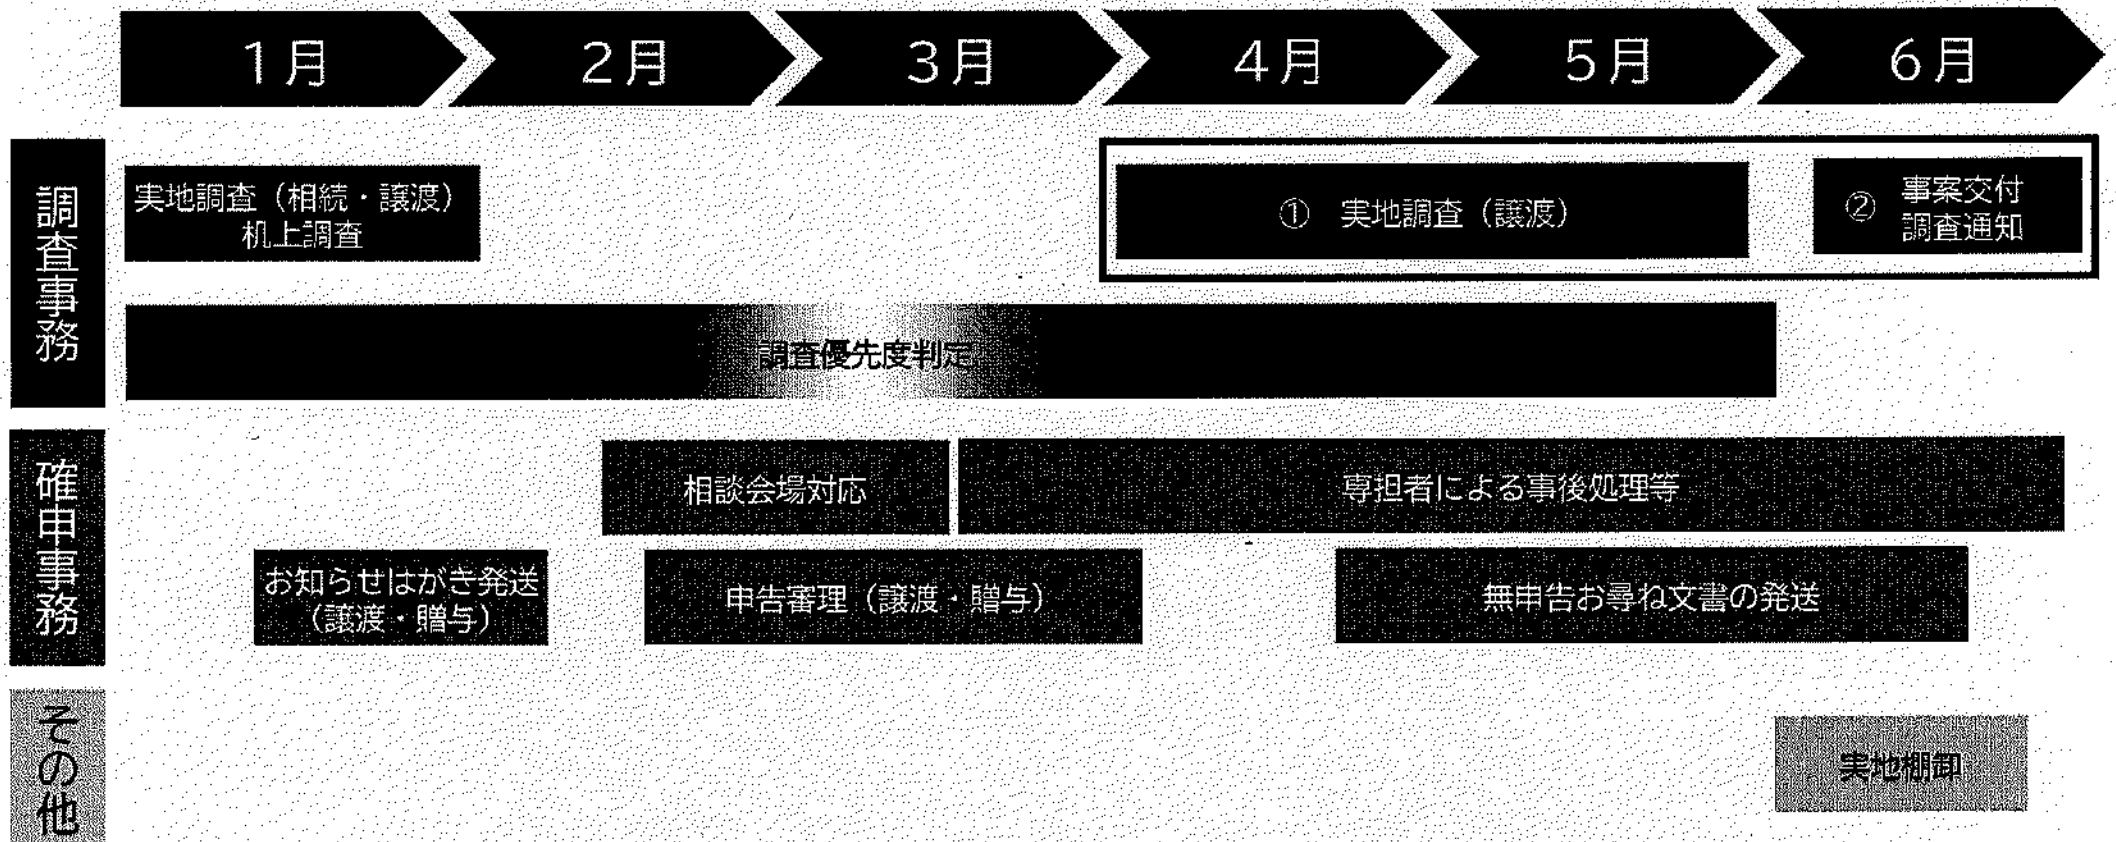 1月
2月
3月
4月
5月
6月
調査事務
実地調査（相続・譲渡）
机上調査
① 実地調査（譲渡）
② 事案交付
調査通知
調査優先度判定
確申事務
相談会場対応
専担者による事後処理等
お知らせはがき発送
（譲渡・贈与）
申告審理（譲渡・贈与）
無申告お尋ね文書の発送
その他
実地棚卸